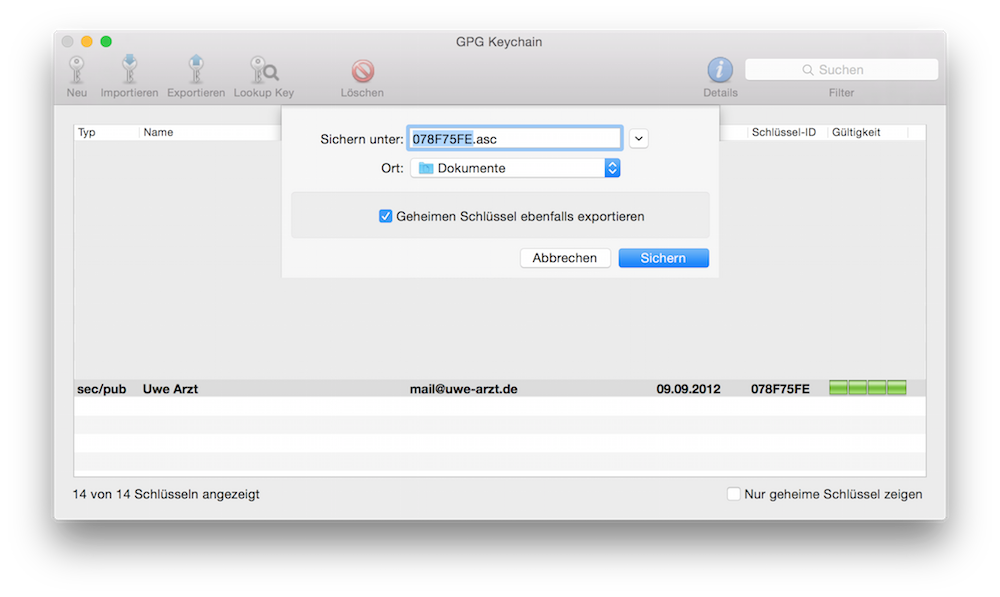 GPG Keychain
Neu Importieren Exportieren Lookup Key Löschen Details Suchen Filter
Sichern unter: 078F75FE.asc
Ort: Dokumente
Geheimen Schlüssel ebenfalls exportieren
Abbrechen Sichern
Typ Name Schlüssel-ID Gültigkeit
sec/pub Uwe Arzt mail@uwe-arzt.de 09.09.2012 078F75FE
14 von 14 Schlüsseln angezeigt Nur geheime Schlüssel zeigen